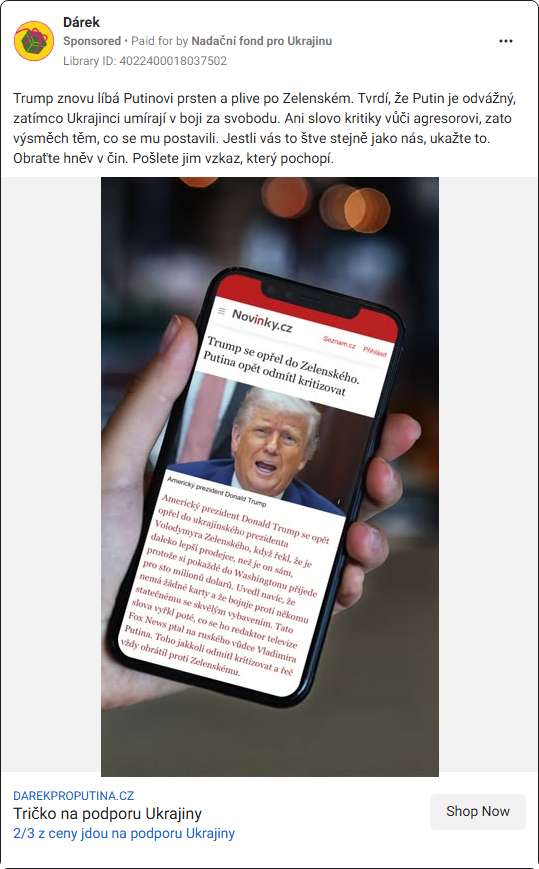 Dárek
Sponsored • Paid for by Nadační fond pro Ukrajinu
Library ID: 4022400018037502
Trump znovu líbá Putinovi prsten a plive po Zelenském. Tvrdí, že Putin je odvážný,
zatímco Ukrajinci umírají v boji za svobodu. Ani slovo kritiky vůči agresorovi, zato
výsměch těm, co se mu postavili. Jestli vás to štve stejně jako nás, ukažte to.
Obraťte hněv v čin. Pošlete jim vzkaz, který pochopí.
Novinky.cz
Seznam.cz Přihlásit
Trump se opřel do Zelenského.
Putina opět odmítl kritizovat
Americký prezident Donald Trump
Americký prezident Donald Trump se opět
opřel do ukrajinského prezidenta
Volodymyra Zelenského, když řekl, že je
daleko lepší prodejce, než je on sám,
protože si pokaždé do Washingtonu přijede
pro sto milionů dolarů. Uvedl navíc, že
nemá žádné karty a že bojuje proti někomu
statečnému se skvělým vybavením. Tato
slova vyřkl poté, co se ho redaktor televize
Fox News ptal na ruského vůdce Vladimira
Putina. Toho jakkoli odmítl kritizovat a řeč
vždy obrátil proti Zelenskému.
DAREKPROPUTINA.CZ
Tričko na podporu Ukrajiny
2/3 z ceny jdou na podporu Ukrajiny
Shop Now